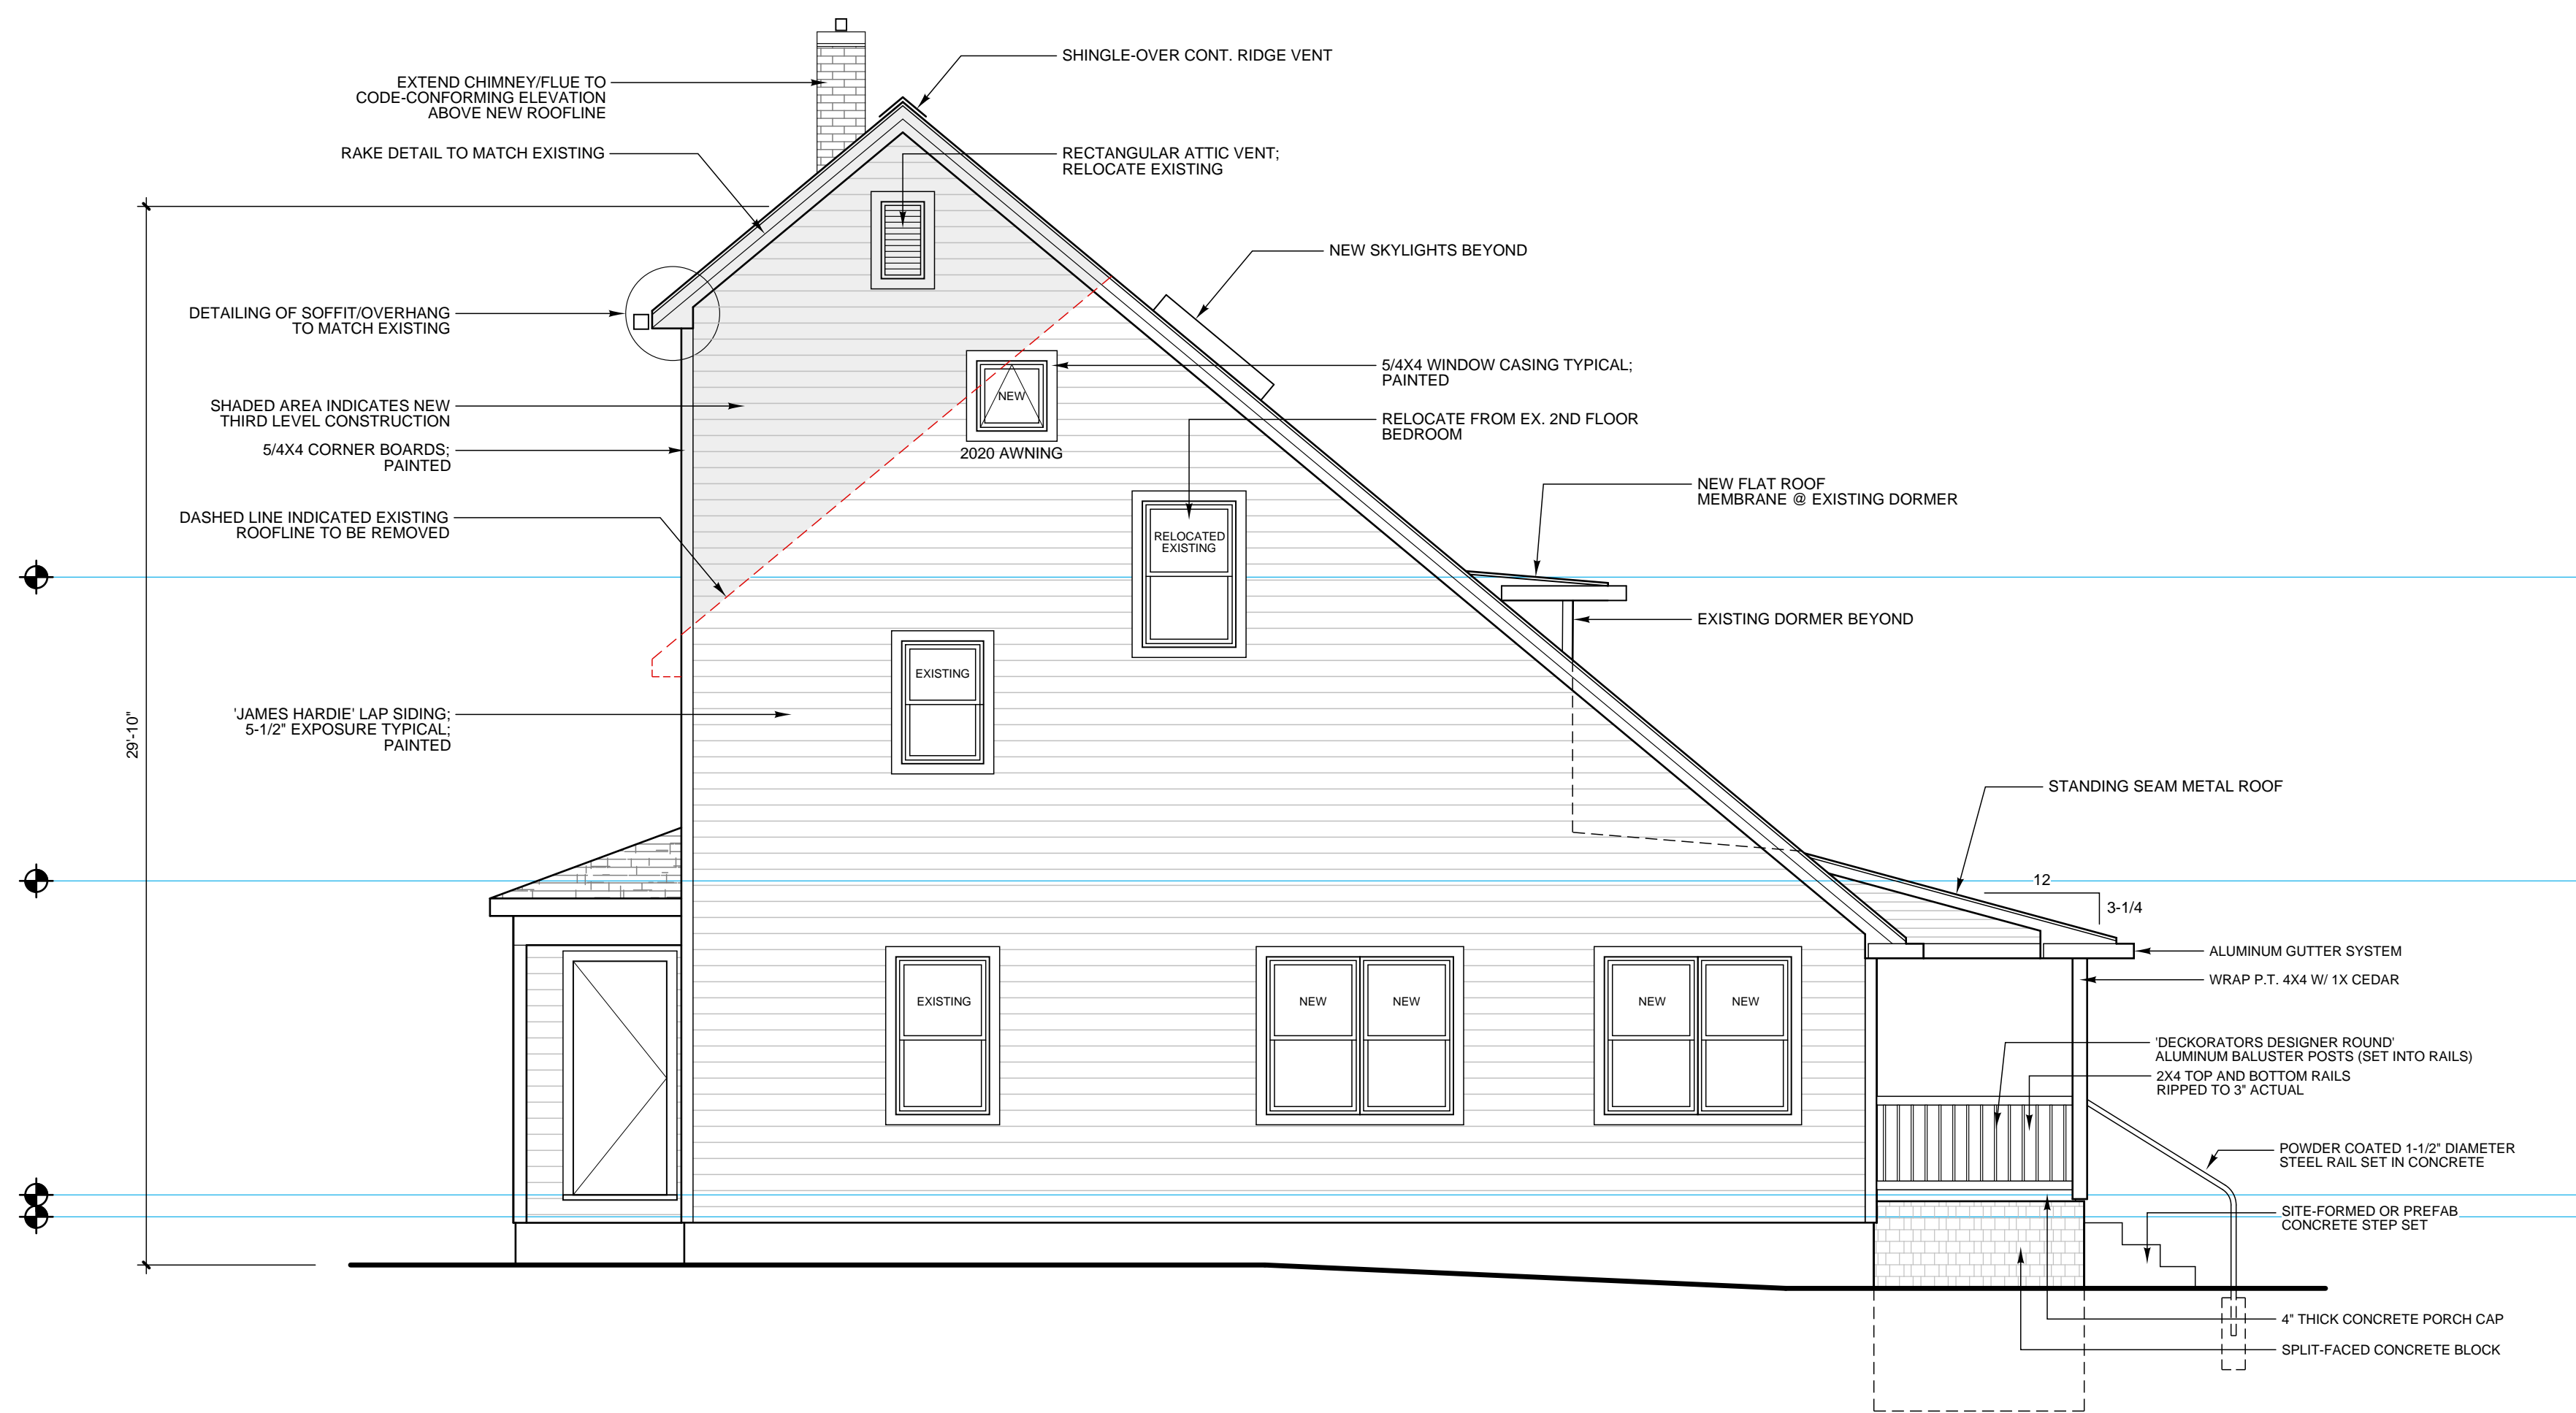 SHINGLE-OVER CONT. RIDGE VENT
EXTEND CHIMNEY/FLUE TO
CODE-CONFORMING ELEVATION
ABOVE NEW ROOFLINE
RAKE DETAIL TO MATCH EXISTING
RECTANGULAR ATTIC VENT;
RELOCATE EXISTING
NEW SKYLIGHTS BEYOND
DETAILING OF SOFFIT/OVERHANG
TO MATCH EXISTING
5/4X4 WINDOW CASING TYPICAL;
PAINTED
NEW
2020 AWNING
SHADED AREA INDICATES NEW
THIRD LEVEL CONSTRUCTION
RELOCATE FROM EX. 2ND FLOOR
BEDROOM
5/4X4 CORNER BOARDS;
PAINTED
NEW FLAT ROOF
MEMBRANE @ EXISTING DORMER
DASHED LINE INDICATED EXISTING
ROOFLINE TO BE REMOVED
RELOCATED
EXISTING
EXISTING DORMER BEYOND
EXISTING
'JAMES HARDIE' LAP SIDING;
5-1/2" EXPOSURE TYPICAL;
PAINTED
29'-10"
STANDING SEAM METAL ROOF
12
3-1/4
ALUMINUM GUTTER SYSTEM
WRAP P.T. 4X4 W/ 1X CEDAR
EXISTING
NEW
NEW
NEW
NEW
'DECKORATORS DESIGNER ROUND'
ALUMINUM BALUSTER POSTS (SET INTO RAILS)
2X4 TOP AND BOTTOM RAILS
RIPPED TO 3" ACTUAL
POWDER COATED 1-1/2" DIAMETER
STEEL RAIL SET IN CONCRETE
SITE-FORMED OR PREFAB
CONCRETE STEP SET
4" THICK CONCRETE PORCH CAP
SPLIT-FACED CONCRETE BLOCK